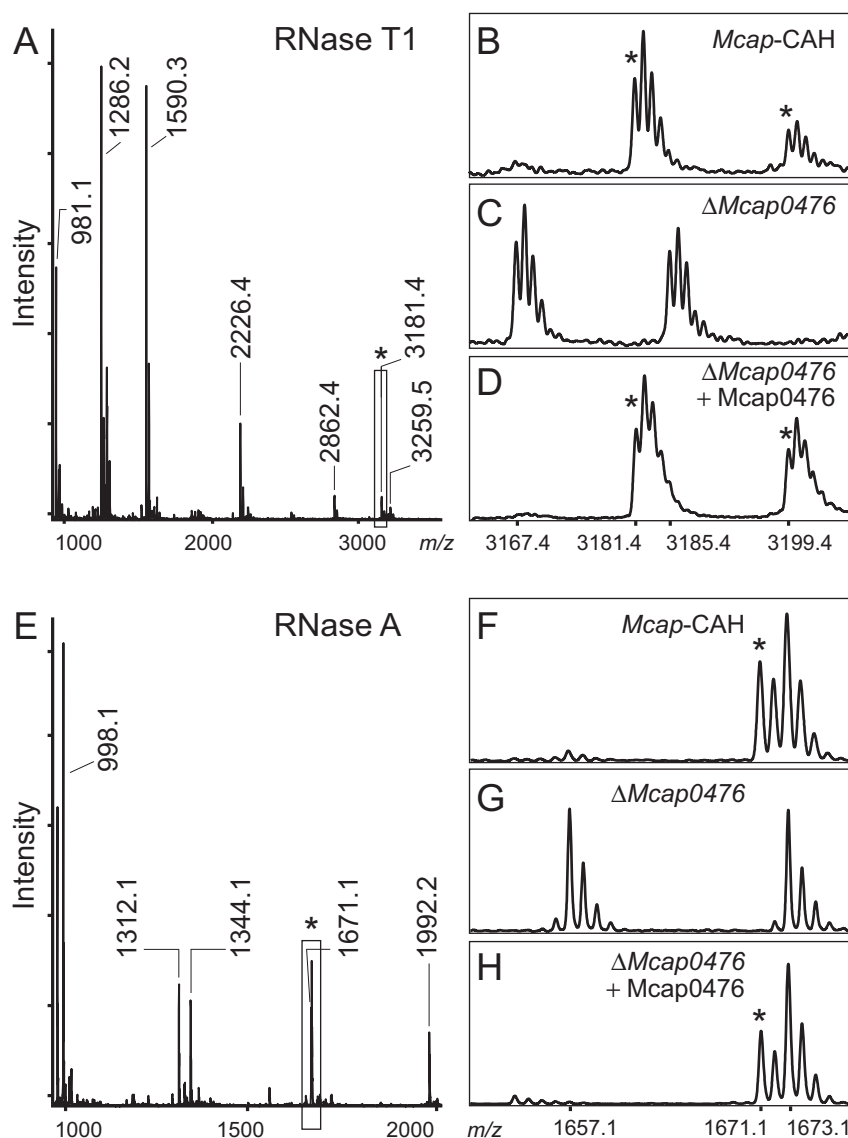 A
RNase T1
Intensity
981.1
1286.2
1590.3
2226.4
2862.4
*
3181.4
3259.5
1000
2000
3000
m/z
B
Mcap-CAH
*
*
C
ΔMcap0476
D
ΔMcap0476
+ Mcap0476
*
*
3167.4
3181.4
3185.4
3199.4
E
RNase A
Intensity
998.1
1312.1
1344.1
*
1671.1
1992.2
1000
1500
2000
F
Mcap-CAH
*
G
ΔMcap0476
H
ΔMcap0476
+ Mcap0476
*
m/z
1657.1
1671.1
1673.1